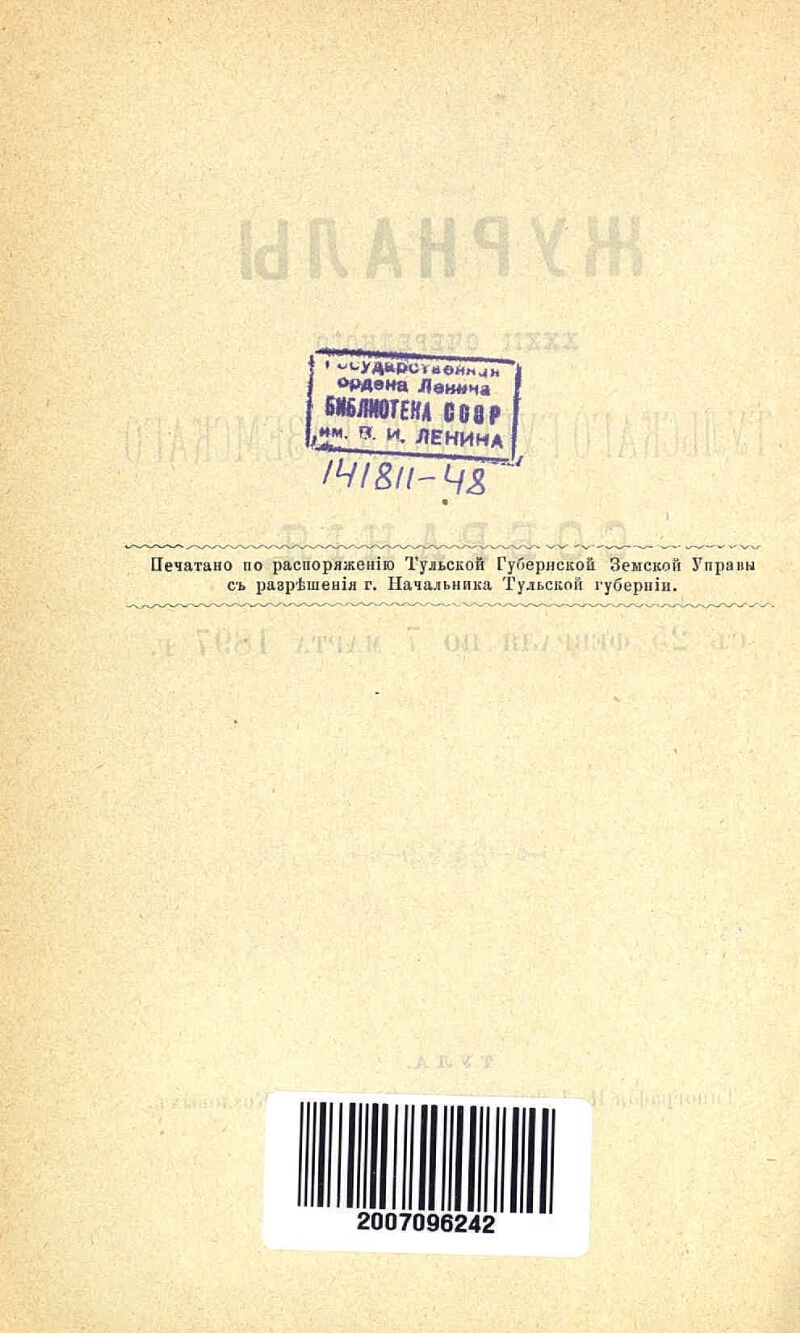 Государственная
ордена Ленина
БИБЛИОТЕКА СССР
им. В. И. ЛЕНИНА
141811-48
Печатано по распоряженію Тульской Губернской Земской Управы
съ разрѣшенія г. Начальника Тульской губерніи.
2007096242